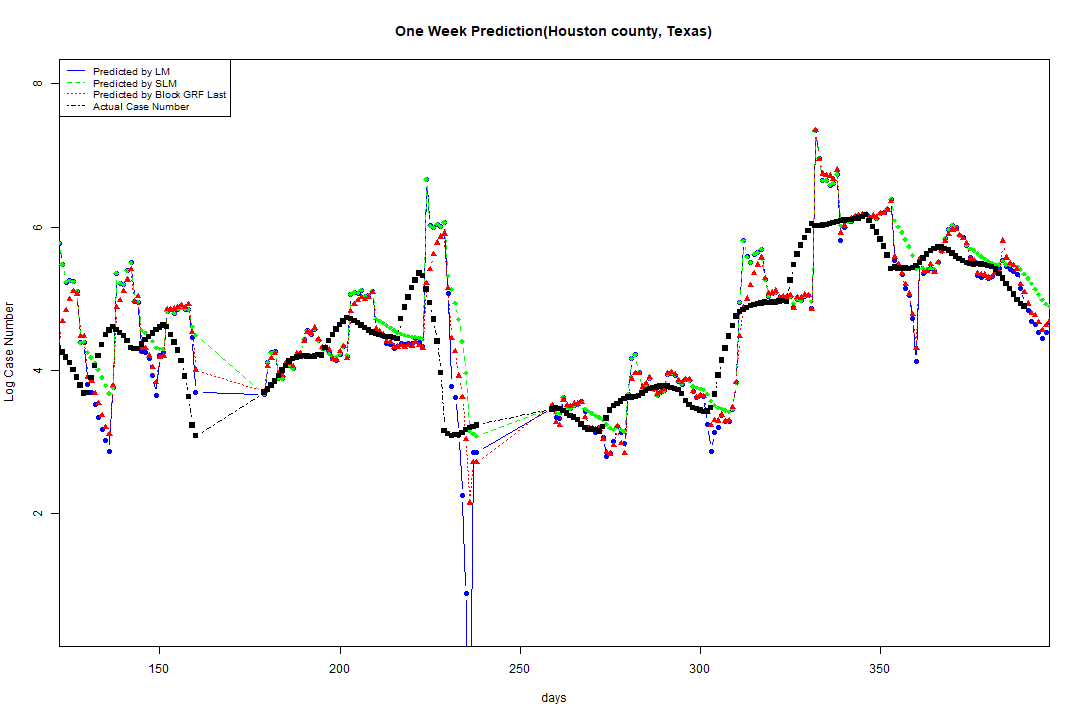 One Week Prediction(Houston county, Texas)
Predicted by LM
Predicted by SLM
Predicted by Block GRF Last
Actual Case Number
Log Case Number
8
6
4
2
150 200 250 300 350
days